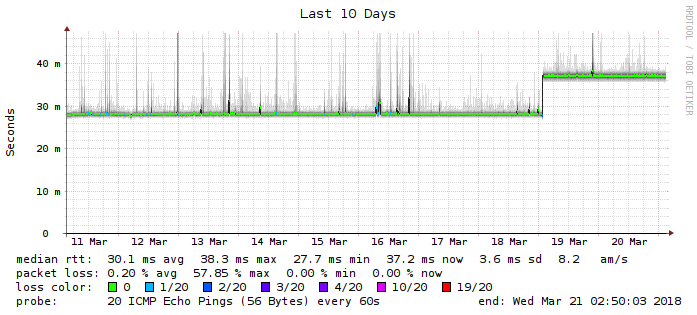 Last 10 Days
RRDTOOL / TOBI OETIKER
Seconds
40 m
30 m
20 m
10 m
0
11 Mar 12 Mar 13 Mar 14 Mar 15 Mar 16 Mar 17 Mar 18 Mar 19 Mar 20 Mar
median rtt: 30.1 ms avg 38.3 ms max 27.7 ms min 37.2 ms now 3.6 ms sd 8.2 am/s
packet loss: 0.20 % avg 57.85 % max 0.00 % min 0.00 % now
loss color: 0 1/20 2/20 3/20 4/20 10/20 19/20
probe: 20 ICMP Echo Pings (56 Bytes) every 60s end: Wed Mar 21 02:50:03 2018